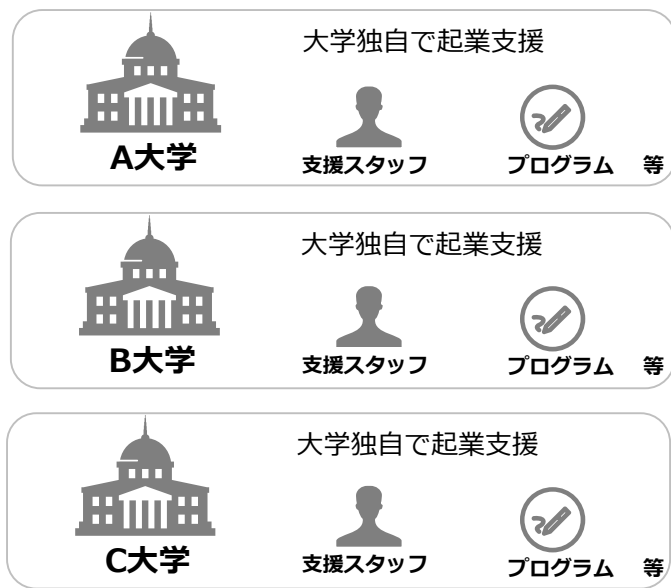 大学独自で起業支援
A大学
支援スタッフ
プログラム 等
大学独自で起業支援
B大学
支援スタッフ
プログラム 等
大学独自で起業支援
C大学
支援スタッフ
プログラム 等